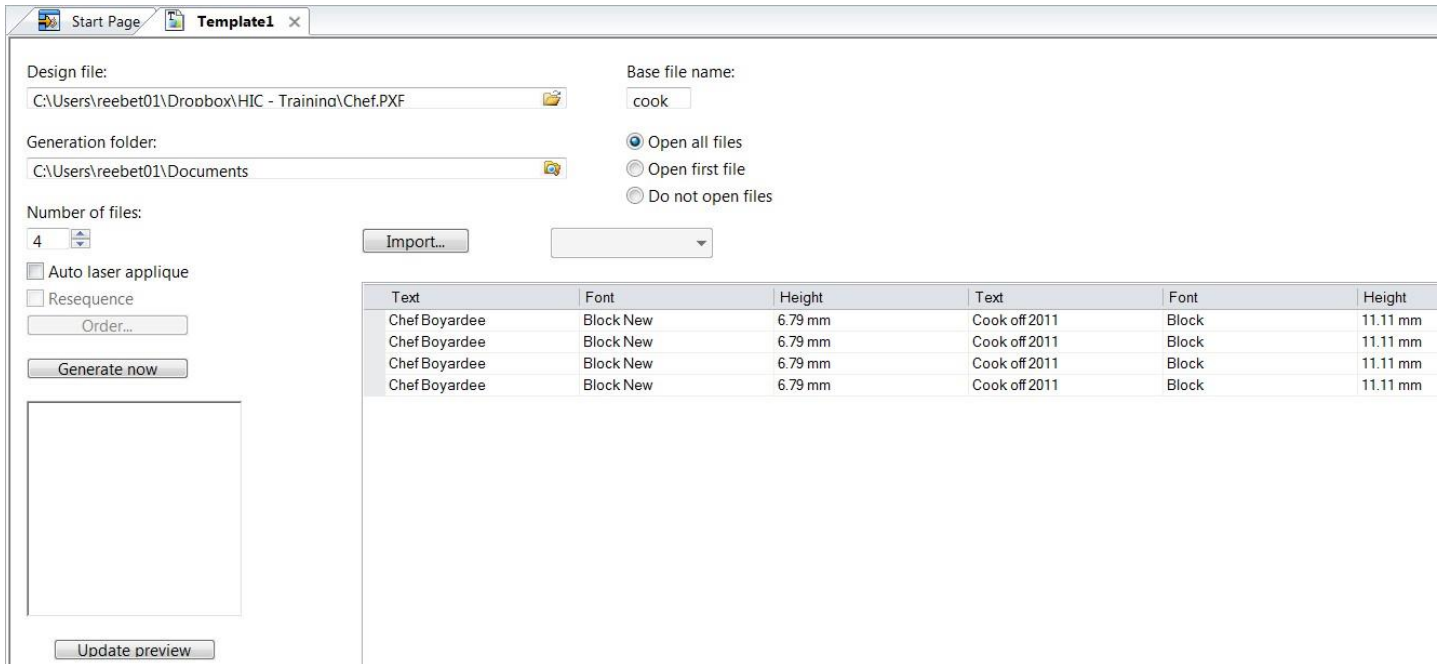 Start Page Template1
Design file:
C:\Users\reebet01\Dropbox\HIC - Training\Chef.PXF
Base file name:
cook
Generation folder:
C:\Users\reebet01\Documents
Open all files
Open first file
Do not open files
Number of files:
4
Import...
Auto laser applique
Resequence
Order...
Generate now
Text Font Height Text Font Height
Chef Boyardee Block New 6.79 mm Cook off 2011 Block 11.11 mm
Chef Boyardee Block New 6.79 mm Cook off 2011 Block 11.11 mm
Chef Boyardee Block New 6.79 mm Cook off 2011 Block 11.11 mm
Chef Boyardee Block New 6.79 mm Cook off 2011 Block 11.11 mm
Update preview